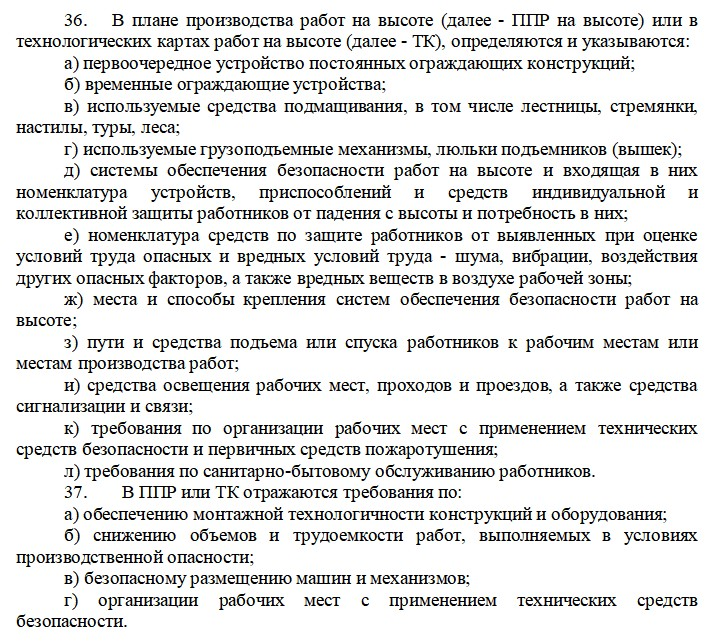 36. В плане производства работ на высоте (далее - ППР на высоте) или в
технологических картах работ на высоте (далее - ТК), определяются и указываются:
а) первоочередное устройство постоянных ограждающих конструкций;
б) временные ограждающие устройства;
в) используемые средства подмащивания, в том числе лестницы, стремянки,
настилы, туры, леса;
г) используемые грузоподъемные механизмы, люльки подъемников (вышек);
д) системы обеспечения безопасности работ на высоте и входящая в них
номенклатура устройств, приспособлений и средств индивидуальной и
коллективной защиты работников от падения с высоты и потребность в них;
е) номенклатура средств по защите работников от выявленных при оценке
условий труда опасных и вредных условий труда - шума, вибрации, воздействия
других опасных факторов, а также вредных веществ в воздухе рабочей зоны;
ж) места и способы крепления систем обеспечения безопасности работ на
высоте;
з) пути и средства подъема или спуска работников к рабочим местам или
местам производства работ;
и) средства освещения рабочих мест, проходов и проездов, а также средства
сигнализации и связи;
к) требования по организации рабочих мест с применением технических
средств безопасности и первичных средств пожаротушения;
л) требования по санитарно-бытовому обслуживанию работников.
37. В ППР или ТК отражаются требования по:
а) обеспечению монтажной технологичности конструкций и оборудования;
б) снижению объемов и трудоемкости работ, выполняемых в условиях
производственной опасности;
в) безопасному размещению машин и механизмов;
г) организации рабочих мест с применением технических средств
безопасности.